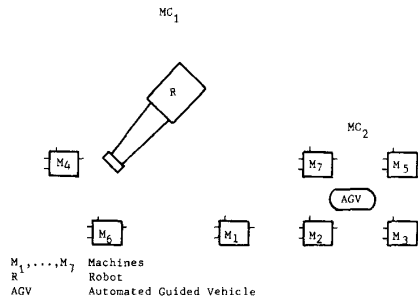 MC1
R
MC2
M4
M7
M5
AGV
M6
M1
M2
M3
M1,...,M7 Machines
R Robot
AGV Automated Guided Vehicle